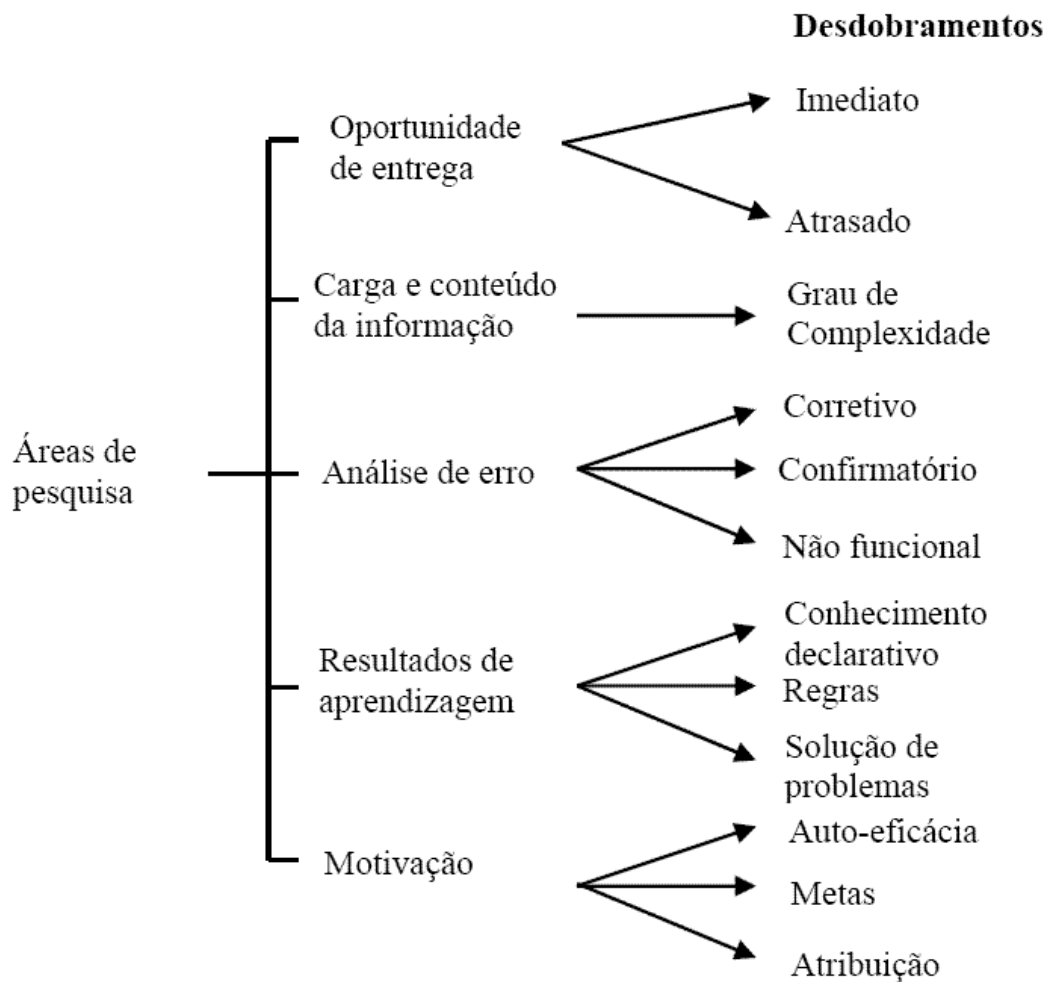 Desdobramentos
Imediato
Oportunidade
de entrega
Atrasado
Carga e conteúdo
da informação
Grau de
Complexidade
Corretivo
Áreas de
pesquisa
Análise de erro
Confirmatório
Não funcional
Resultados de
aprendizagem
Conhecimento
declarativo
Regras
Solução de
problemas
Motivação
Auto-eficácia
Metas
Atribuição